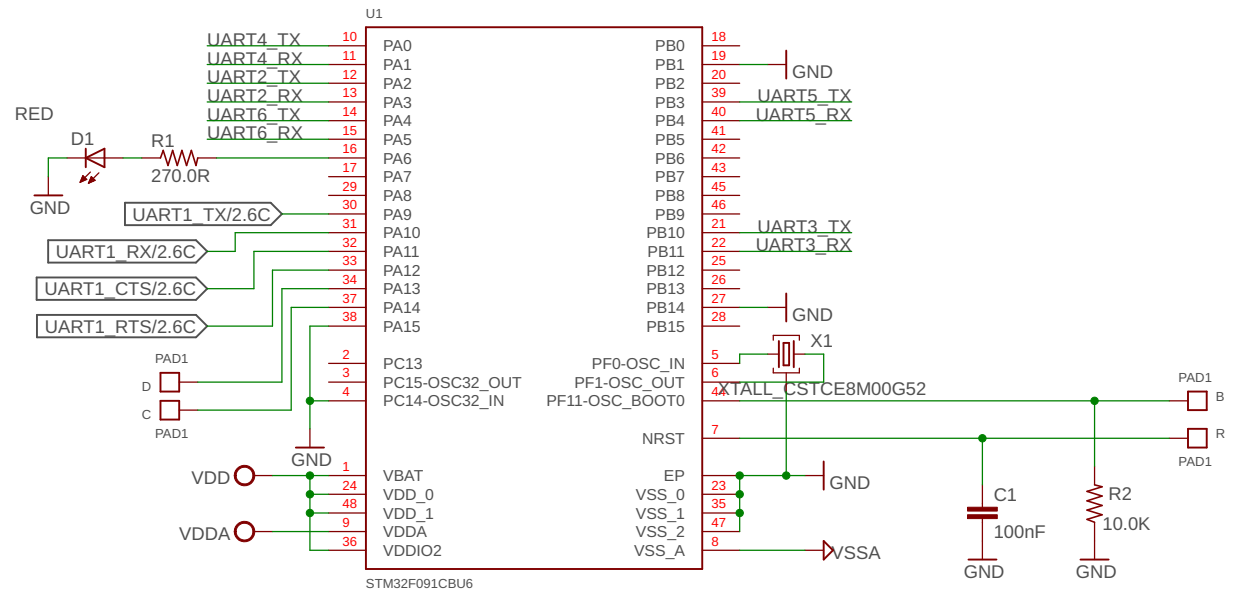 U1
UART4_TX 10 PA0 PB0 18
UART4_RX 11 PA1 PB1 19 GND
UART2_TX 12 PA2 PB2 20
UART2_RX 13 PA3 PB3 39 UART5_TX
UART6_TX 14 PA4 PB4 40 UART5_RX
UART6_RX 15 PA5 PB5 41
RED
D1 R1 270.0R GND
16 PA6 PB6 42
17 PA7 PB7 43
29 PA8 PB8 45
UART1_TX/2.6C 30 PA9 PB9 46
UART1_RX/2.6C 31 PA10 PB10 21 UART3_TX
UART1_CTS/2.6C 32 PA11 PB11 22 UART3_RX
UART1_RTS/2.6C 33 PA12 PB12 25
34 PA13 PB13 26
37 PA14 PB14 27 GND
38 PA15 PB15 28
PAD1
D
C
PAD1
2 PC13 PF0-OSC_IN 5 X1
3 PC15-OSC32_OUT PF1-OSC_OUT 6
XTALL_CSTCE8M00G52
4 PC14-OSC32_IN PF11-OSC_BOOT0 44
PAD1
B
GND
NRST 7
R
PAD1
VDD 1 VBAT EP GND
24 VDD_0 VSS_0 23
48 VDD_1 VSS_1 35
VDDA 9 VDDA VSS_2 47
36 VDDIO2 VSS_A 8 VSSA
C1
100nF
GND
R2
10.0K
GND
STM32F091CBU6